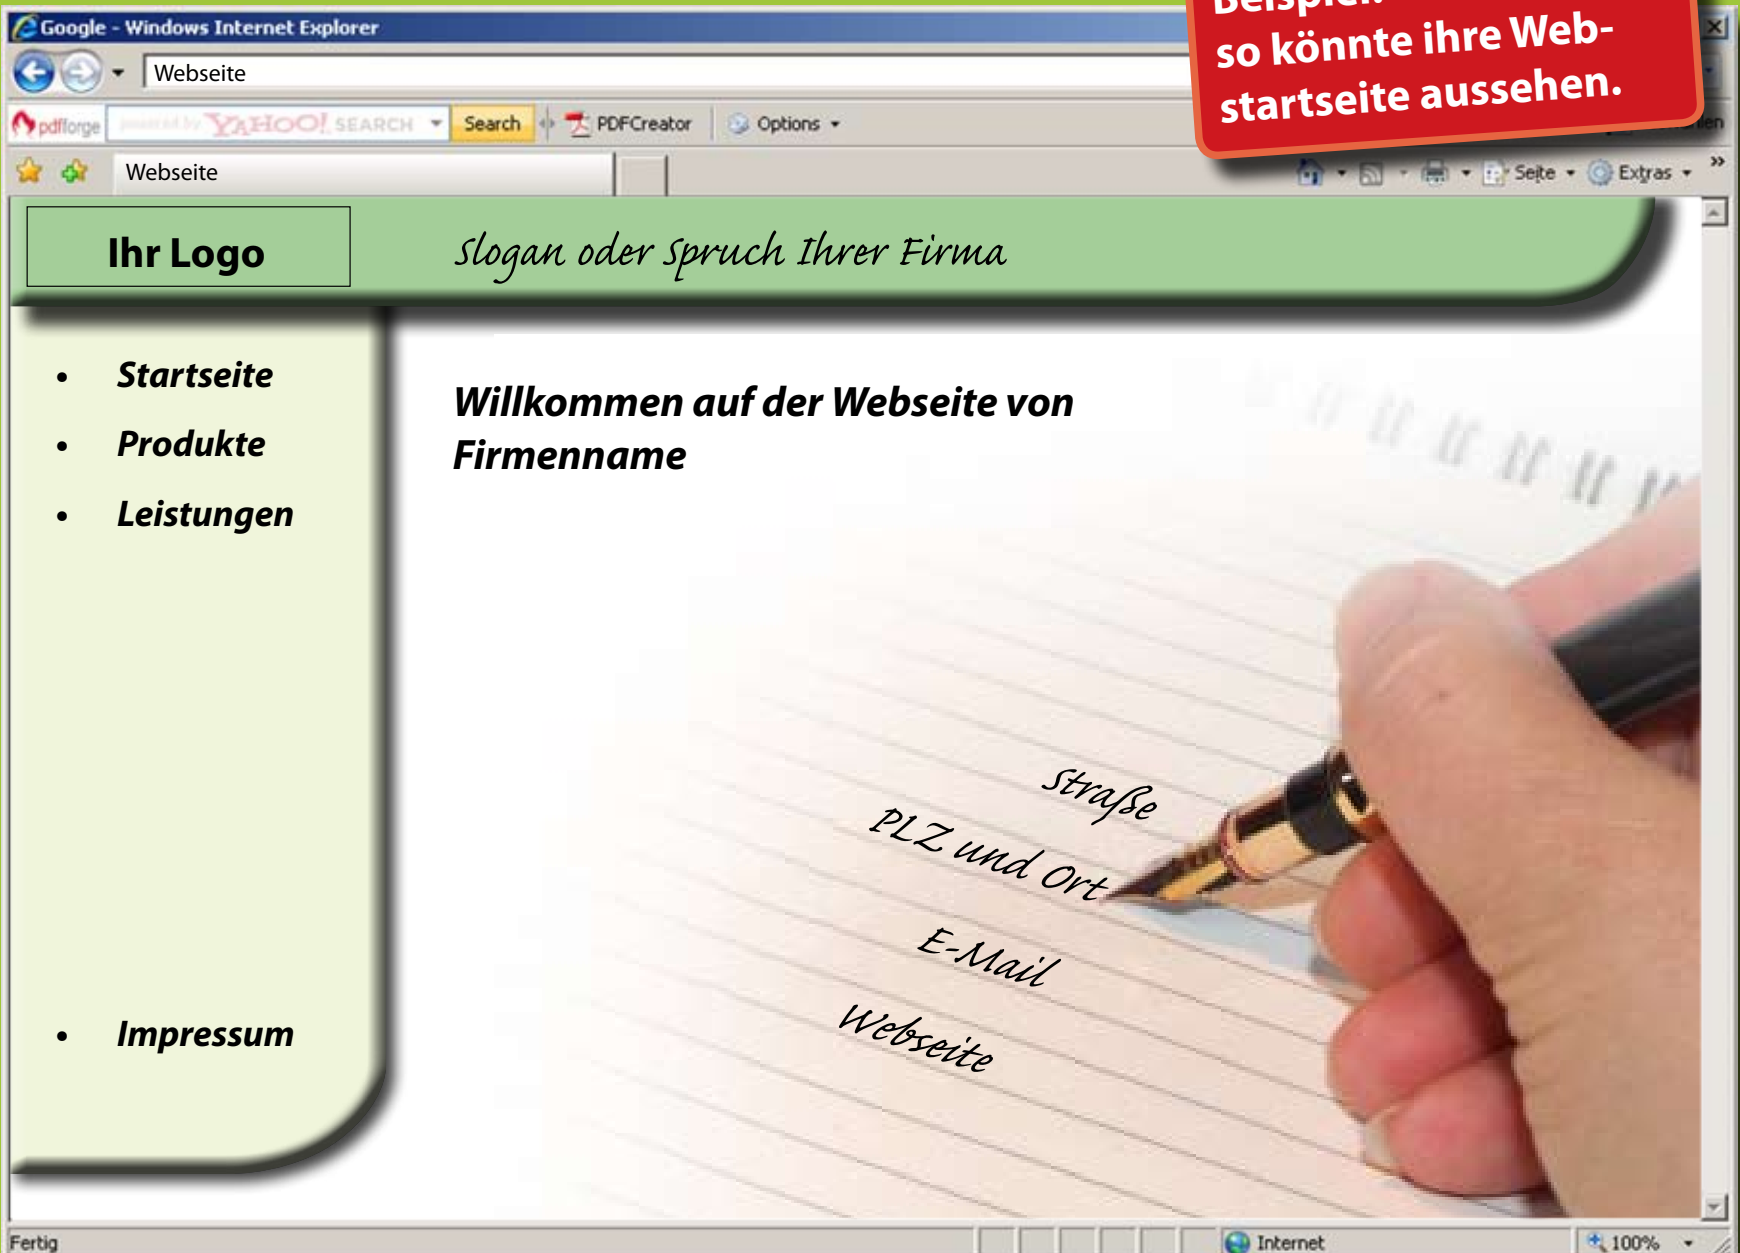 Google - Windows Internet Explorer
so könnte ihre Web-
startseite aussehen.
Webseite
pdfforge
powered by YAHOO! SEARCH
Search
PDFCreator
Options
Webseite
Seite
Extras
Ihr Logo
Slogan oder Spruch Ihrer Firma
• Startseite
• Produkte
• Leistungen
• Impressum
Willkommen auf der Webseite von
Firmenname
Straße
PLZ und Ort
E-Mail
Webseite
Fertig
Internet
100%